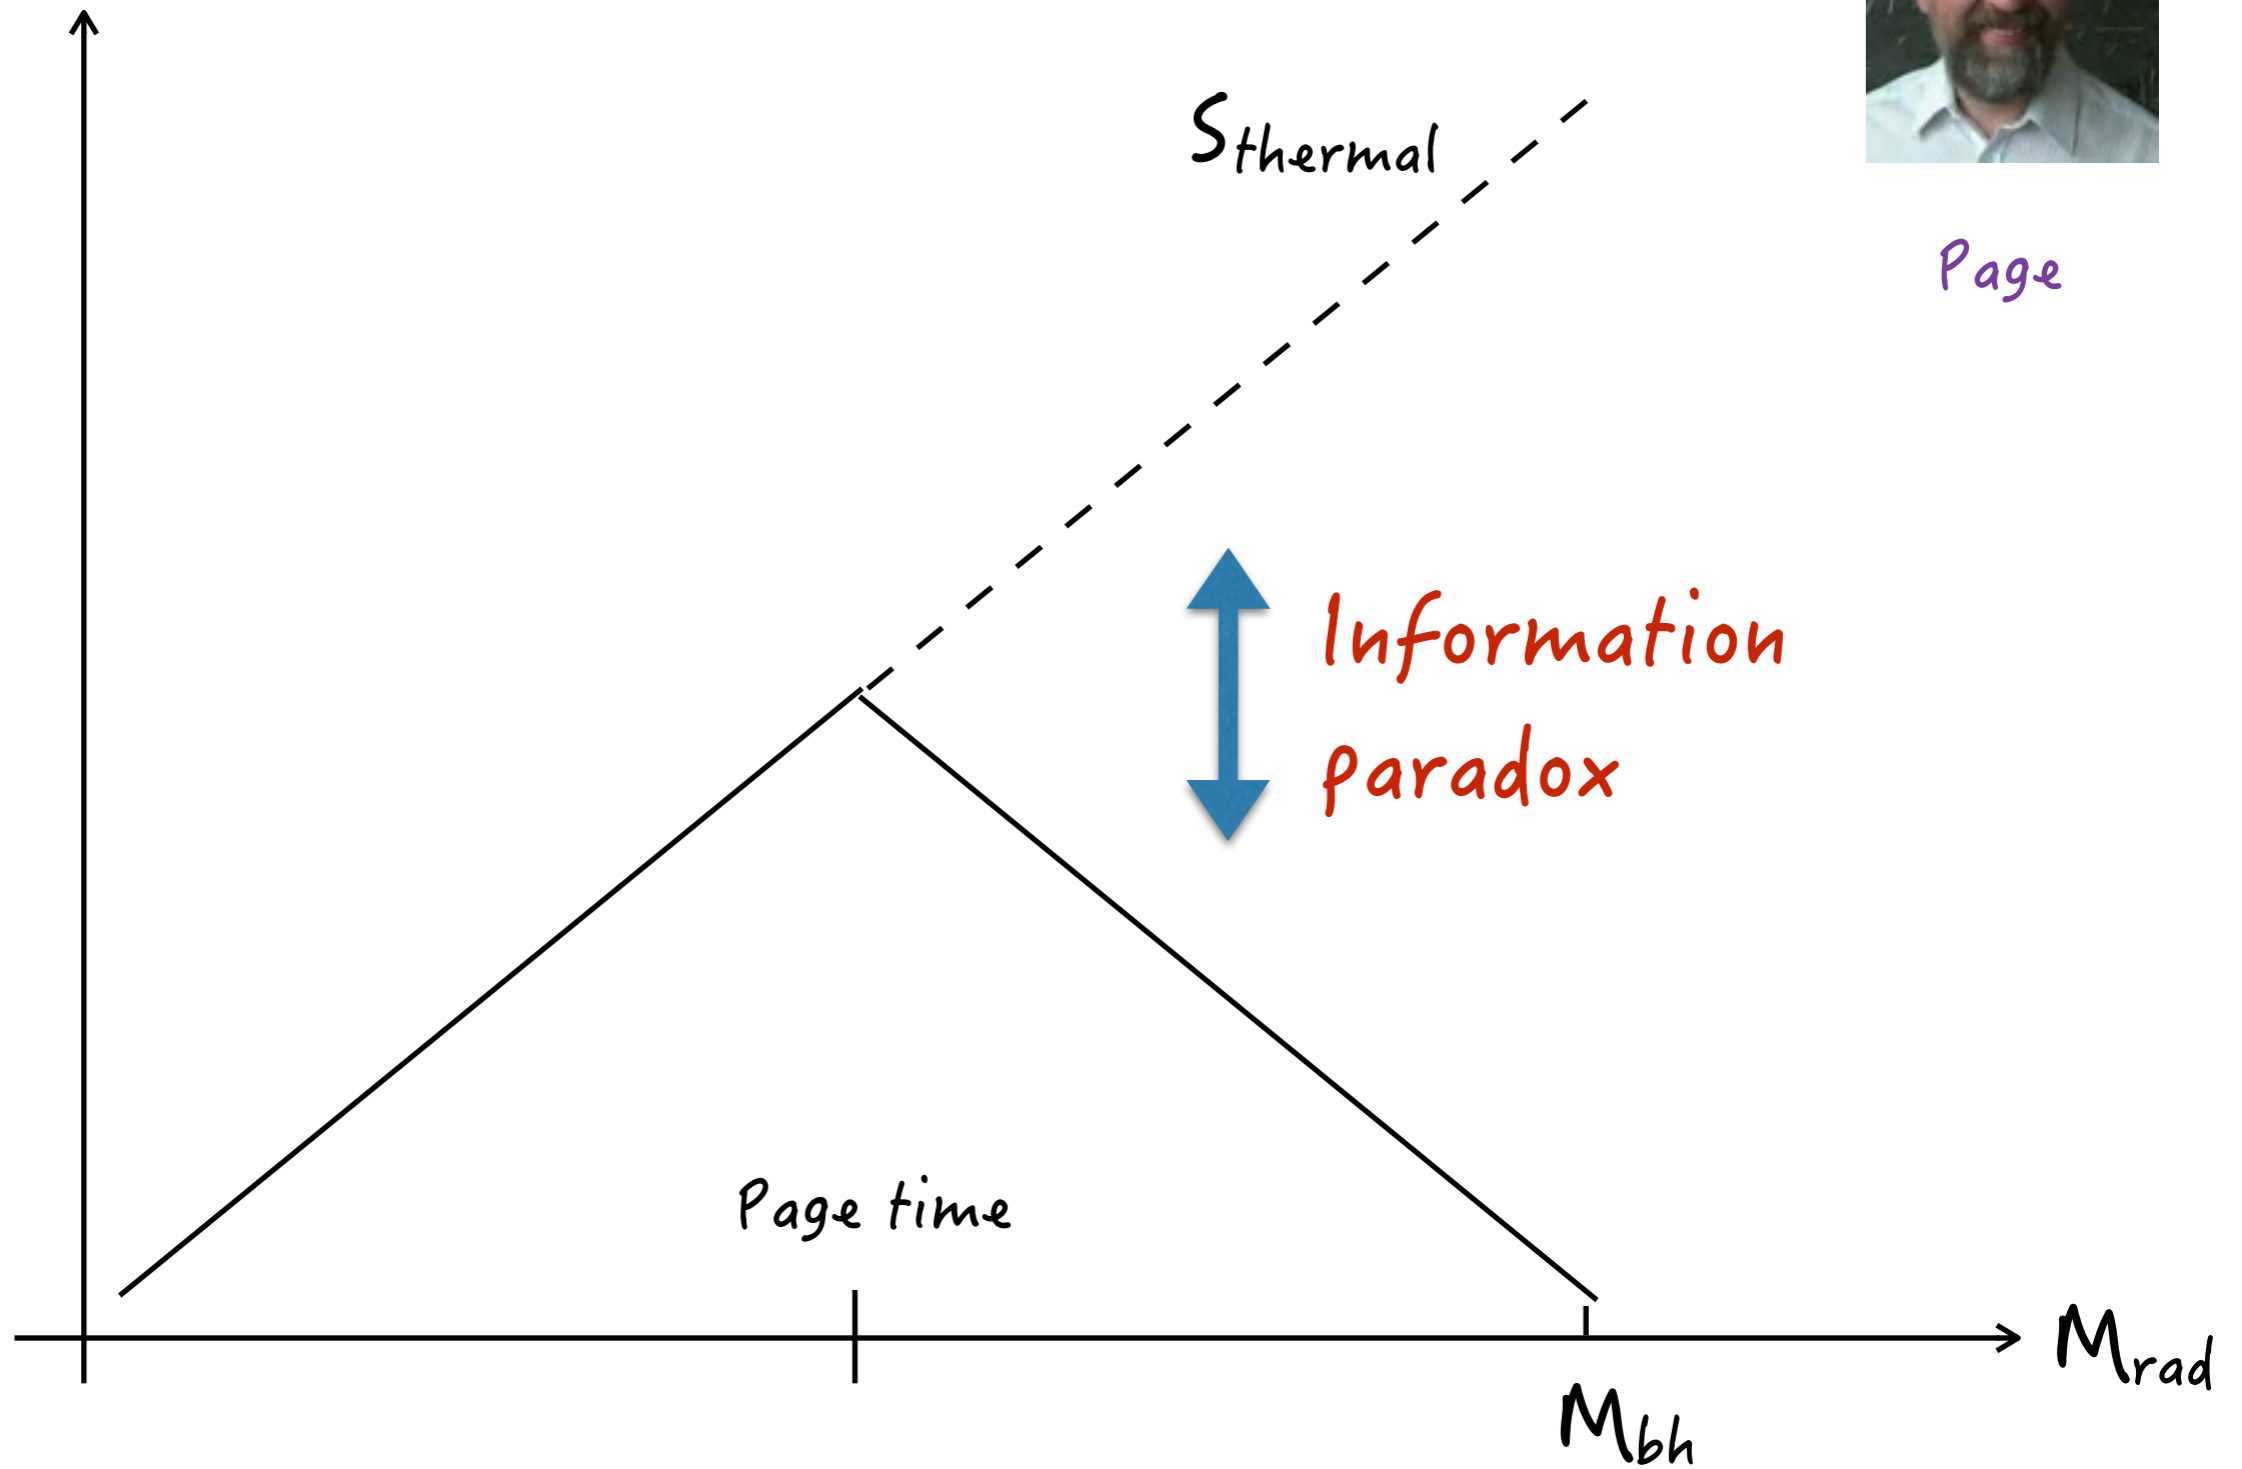 Sthermal
Page
Information
paradox
Page time
Mrad
Mbh